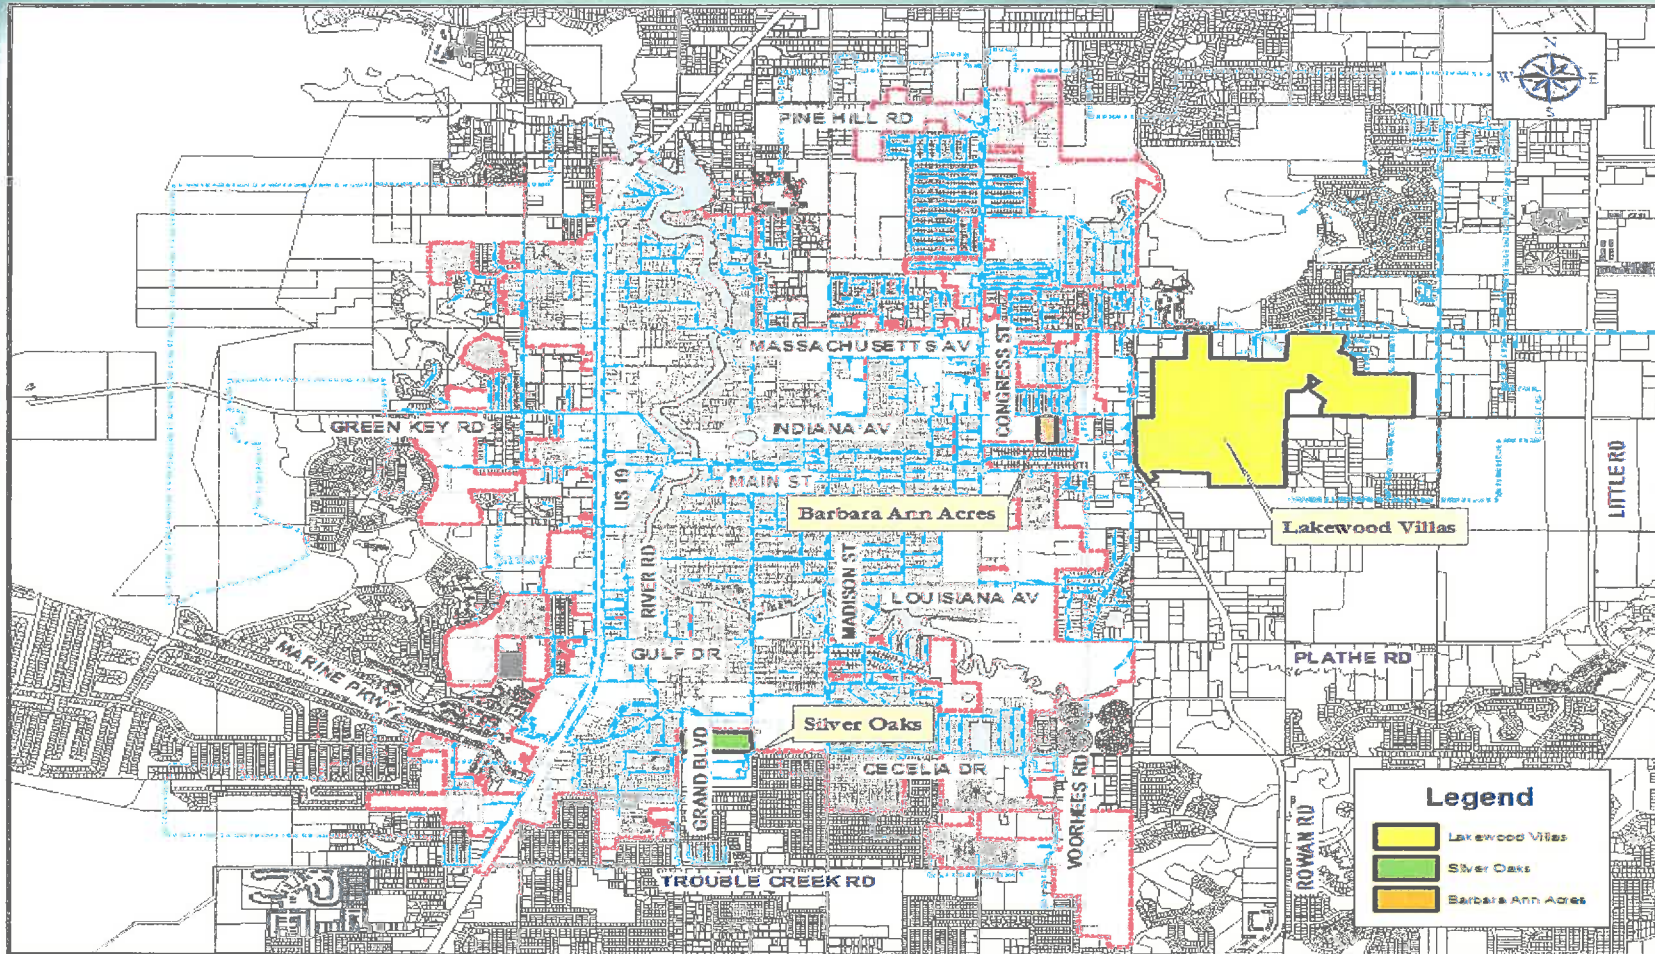 N
W E
S
PINE HILL RD
MASSACHUSETTS AV
CONGRESS ST
GREEN KEY RD
INDIANA AV
MAIN ST
US 19
LITTLE RD
Barbara Ann Acres
Lakewood Villas
RIVER RD
MADISON ST
LOUISIANA AV
MARINE PKWY
GULF DR
PLATHE RD
Silver Oaks
GRAND BLVD
CECELIA DR
VOORHEES RD
ROWAN RD
TROUBLE CREEK RD
Legend
Lakewood Villas
Silver Oaks
Barbara Ann Acres